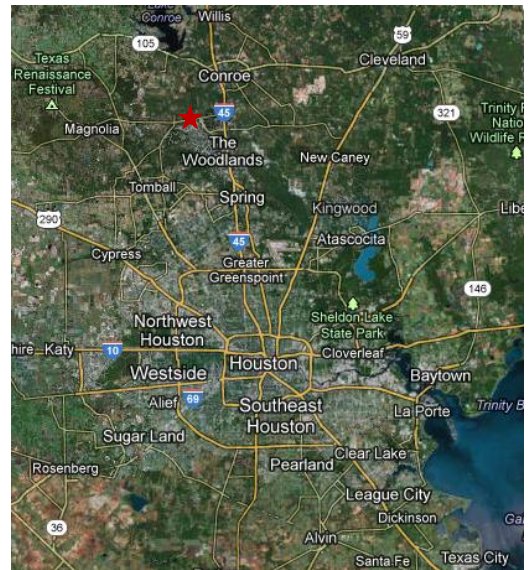 Lake
Conroe
Willis
59
105
Cleveland
Texas
Renaissance
Festival
Conroe
321
45
Trinity R
Natio
Wildlife R
Magnolia
The
Woodlands
New Caney
Tomball
Spring
Kingwood
Libe
290
45
Atascocita
Cypress
Greater
Greenspoint
146
Sheldon Lake
State Park
Northwest
Houston
hire
Katy
10
Houston
Cloverleaf
Westside
Baytown
69
Alief
Southeast
Houston
La Porte
Trinity B
Sugar Land
Clear Lake
Rosenberg
Pearland
League City
36
Dickinson
Alvin
Ga
Santa Fe
Texas City